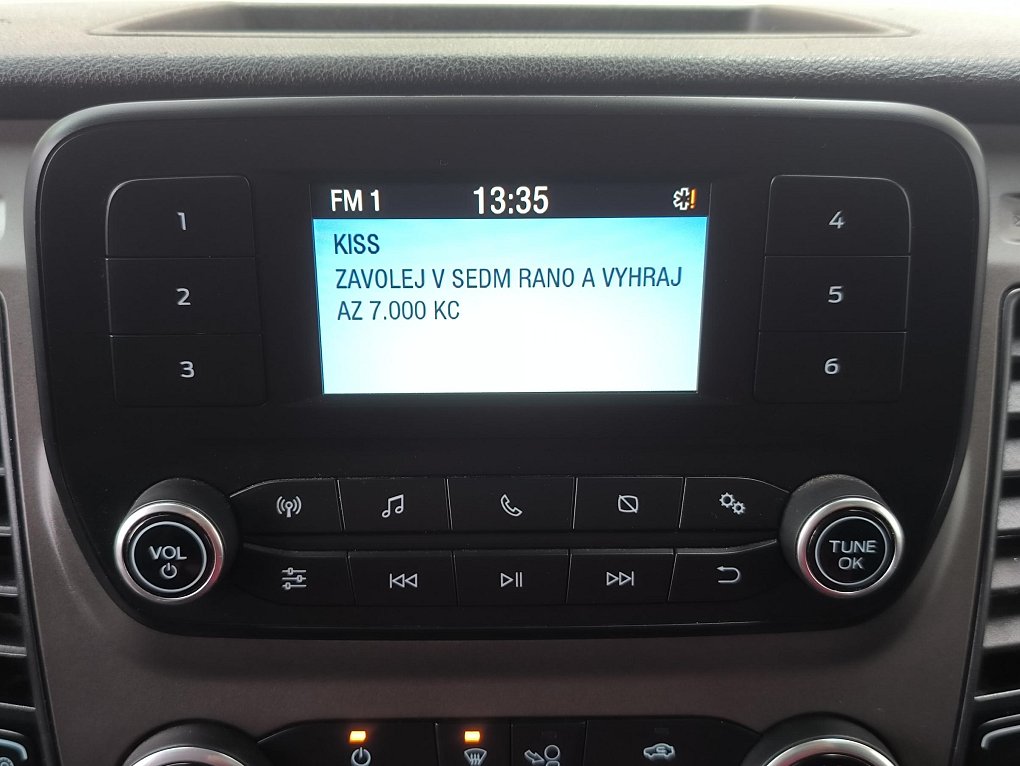 FM 1 13:35
KISS
ZAVOLEJ V SEDM RANO A VYHRAJ
AZ 7.000 KC
1
2
3
4
5
6
VOL
TUNE
OK